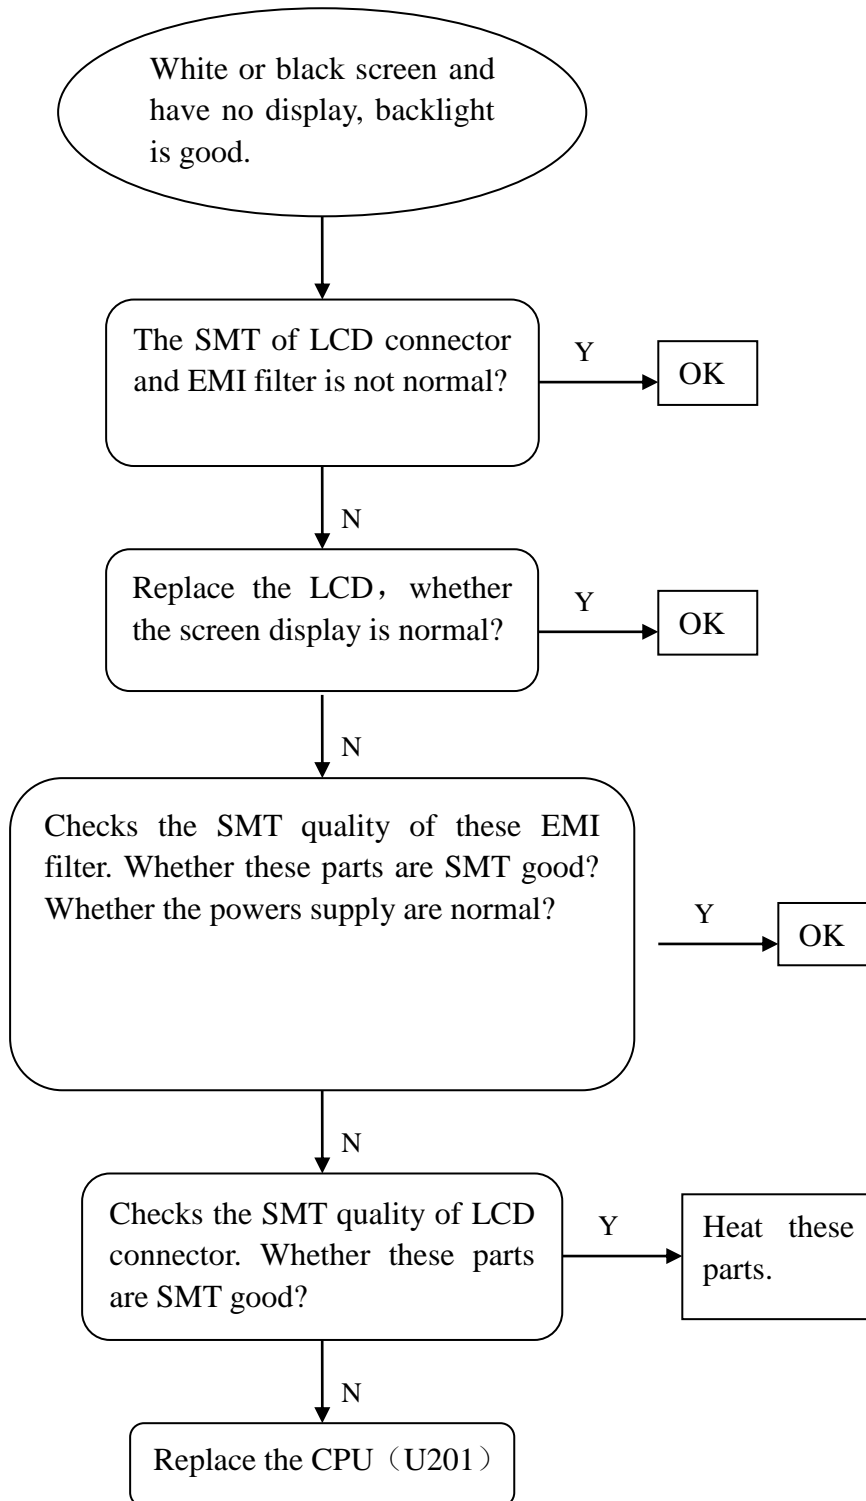 White or black screen and
have no display, backlight
is good.
The SMT of LCD connector
and EMI filter is not normal?
Y
OK
N
Replace the LCD，whether
the screen display is normal?
Y
OK
N
Checks the SMT quality of these EMI
filter. Whether these parts are SMT good?
Whether the powers supply are normal?
Y
OK
N
Checks the SMT quality of LCD
connector. Whether these parts
are SMT good?
Y
Heat these
parts.
N
Replace the CPU（U201）